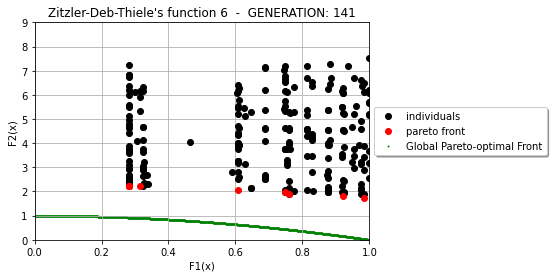 Zitzler-Deb-Thiele's function 6  -  GENERATION: 141
9
8
7
6
5
4
3
2
1
0
F2(x)
0.0 0.2 0.4 0.6 0.8 1.0
F1(x)
individuals
pareto front
Global Pareto-optimal Front